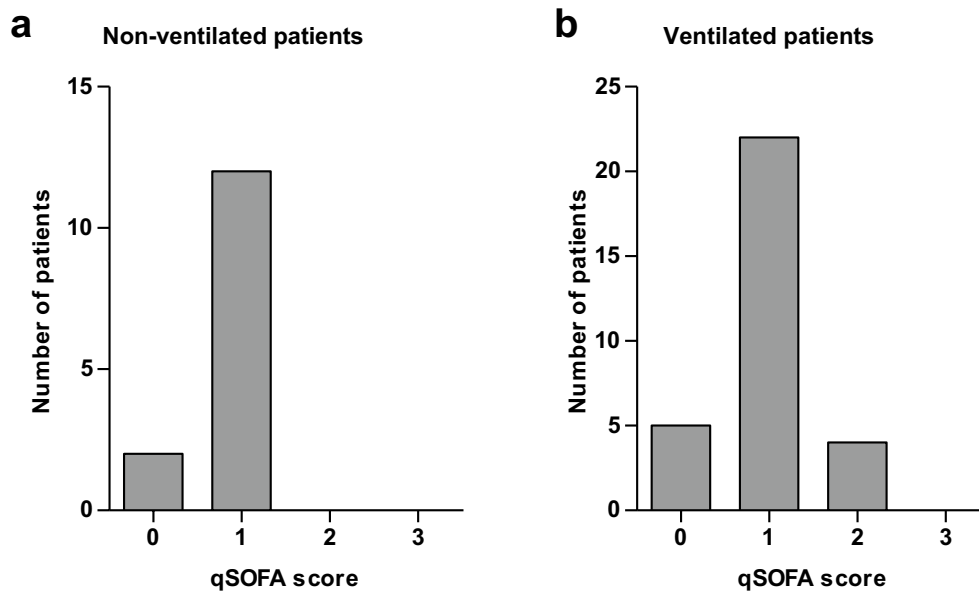 a
Non-ventilated patients
15
10
5
0
Number of patients
0 1 2 3
qSOFA score
b
Ventilated patients
25
20
15
10
5
0
Number of patients
0 1 2 3
qSOFA score